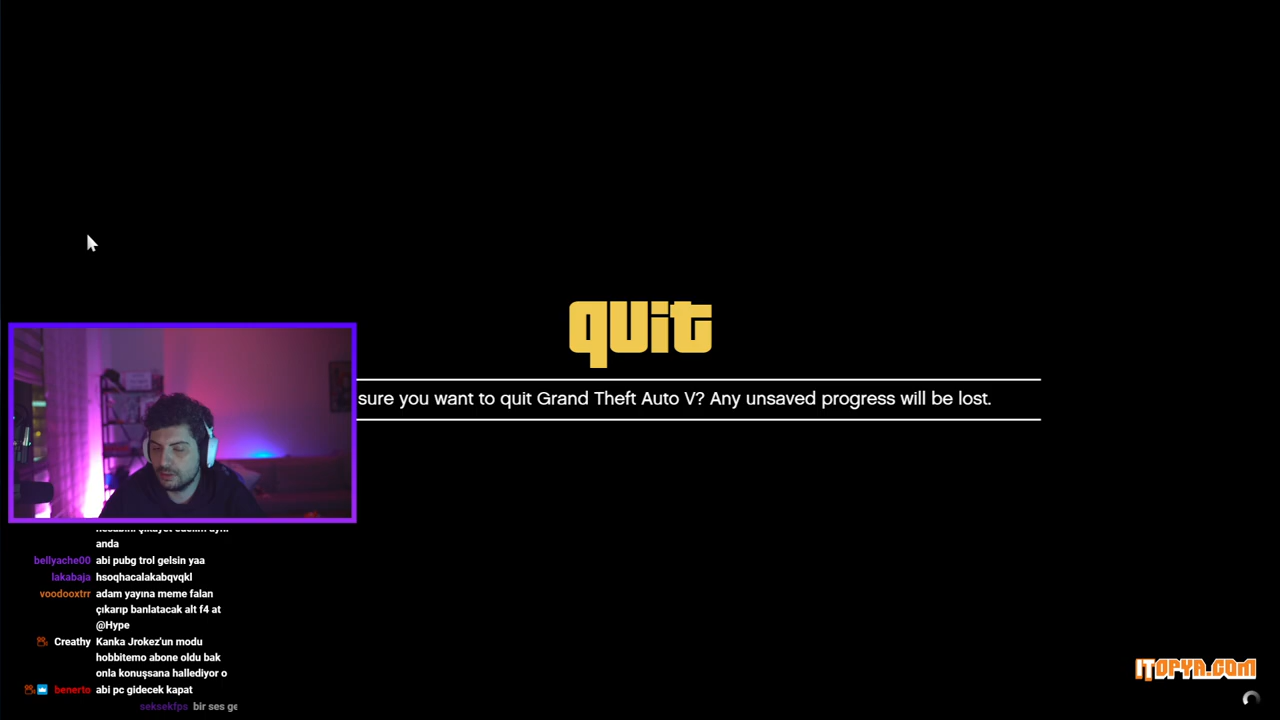 quit
sure you want to quit Grand Theft Auto V? Any unsaved progress will be lost.
anda
bellyache00 abi pubg trol gelsin yaa
lakabaja hsoqhacalakabqvqkl
voodooxtrr adam yayına meme falan
çıkarıp banlatacak alt f4 at
@Hype
Creathy Kanka Jrokez'un modu
hobbitemo abone oldu bak
onla konuşsana hallediyor o
benerto abi pc gidecek kapat
seksekfps bir ses ge
ITOPYA.COM